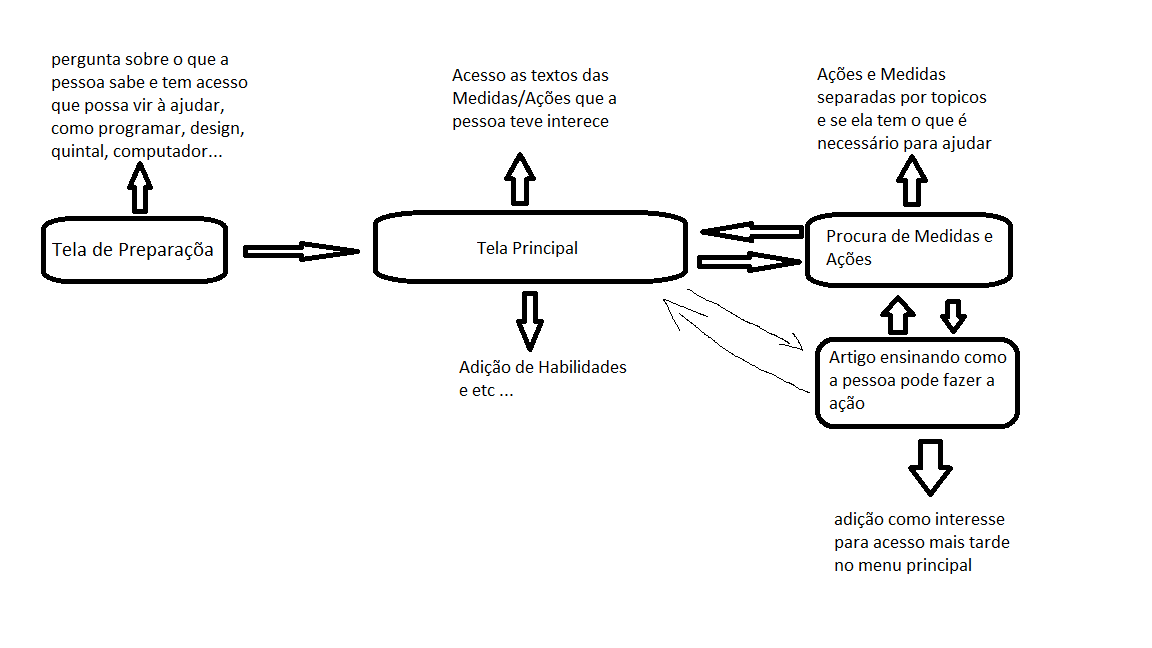 pergunta sobre o que a
pessoa sabe e tem acesso
que possa vir à ajudar,
como programar, design,
quintal, computador...
Acesso as textos das
Medidas/Ações que a
pessoa teve interece
Ações e Medidas
separadas por topicos
e se ela tem o que é
necessário para ajudar
Tela de Preparaçõa
Tela Principal
Procura de Medidas e
Ações
Adição de Habilidades
e etc ...
Artigo ensinando como
a pessoa pode fazer a
ação
adição como interesse
para acesso mais tarde
no menu principal